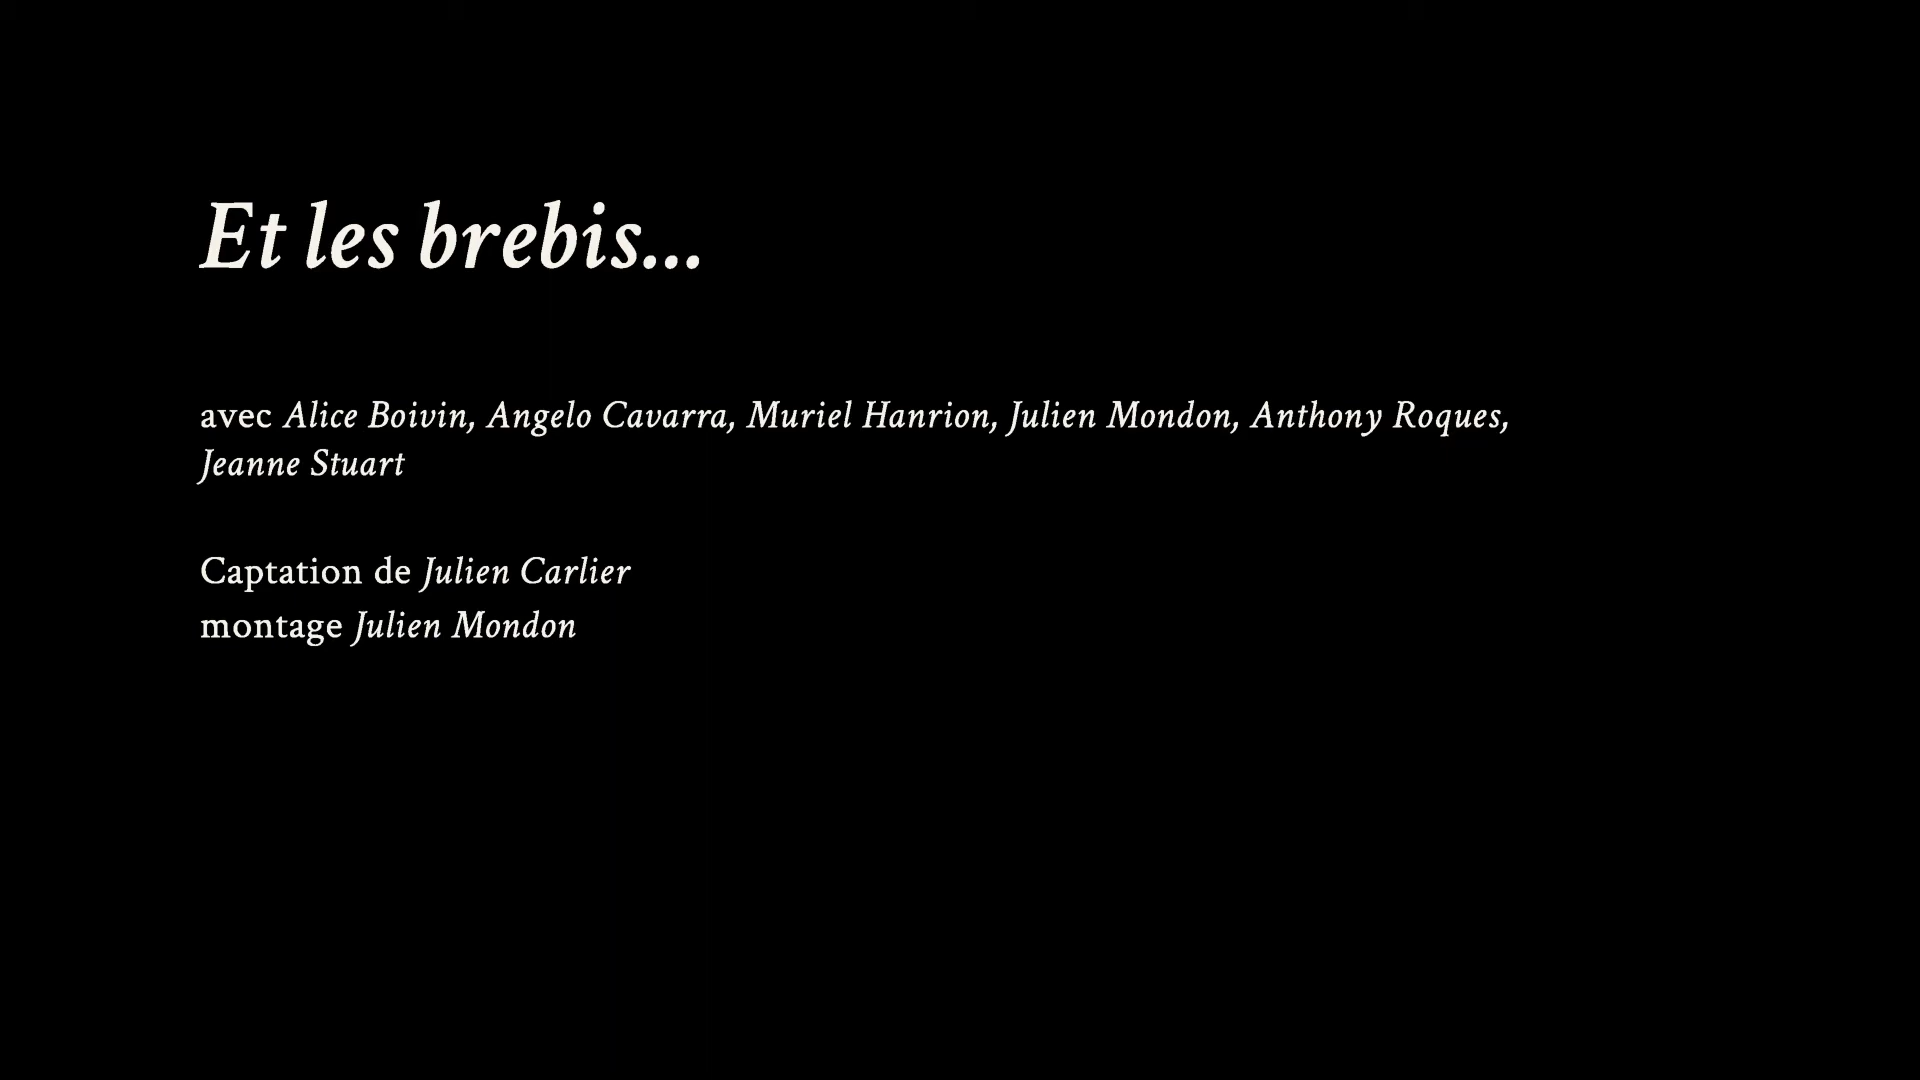 Et les brebis...
avec Alice Boivin, Angelo Cavarra, Muriel Hanrion, Julien Mondon, Anthony Roques,
Jeanne Stuart
Captation de Julien Carlier
montage Julien Mondon